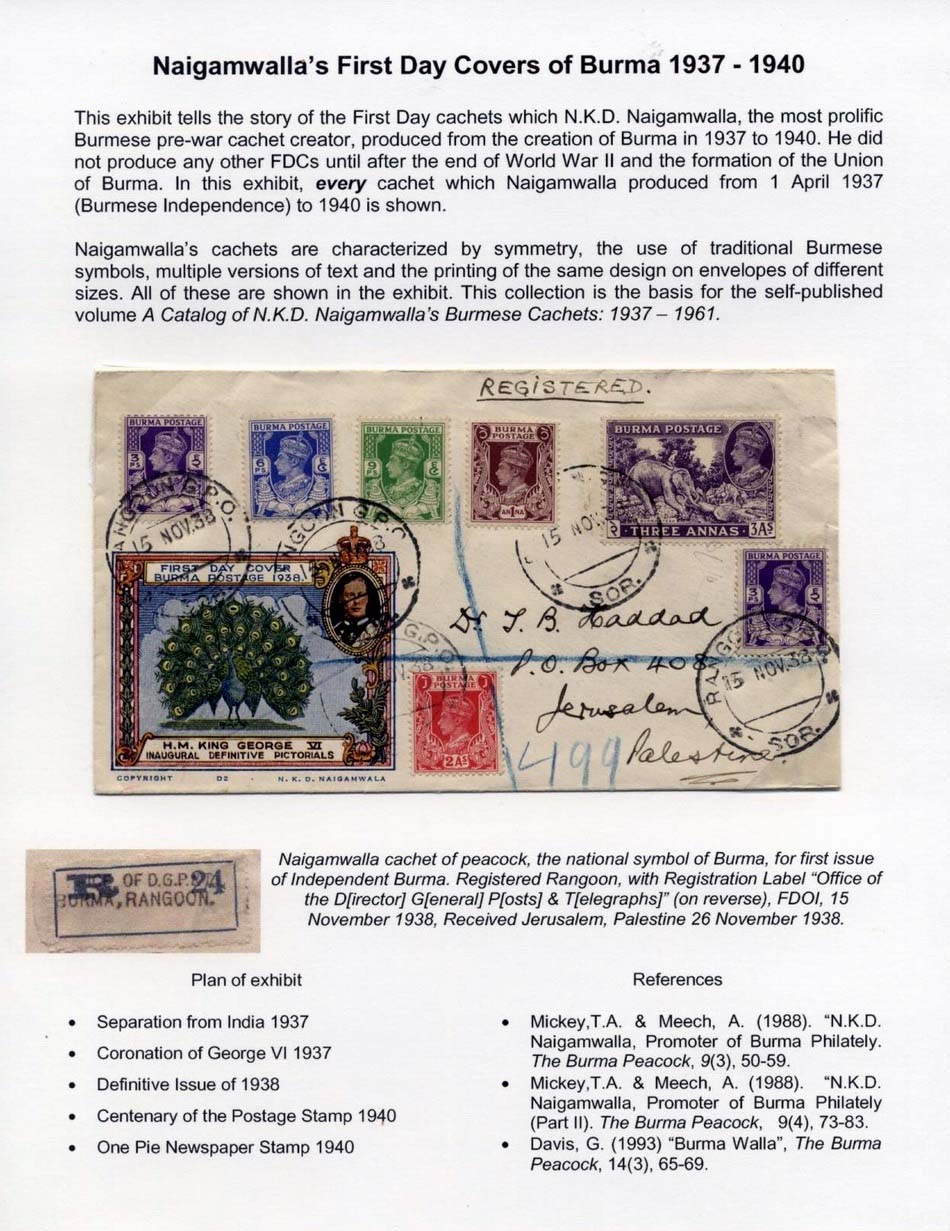 Naigamwalla's First Day Covers of Burma 1937 - 1940
This exhibit tells the story of the First Day cachets which N.K.D. Naigamwalla, the most prolific
Burmese pre-war cachet creator, produced from the creation of Burma in 1937 to 1940. He did
not produce any other FDCs until after the end of World War II and the formation of the Union
of Burma. In this exhibit, every cachet which Naigamwalla produced from 1 April 1937
(Burmese Independence) to 1940 is shown.
Naigamwalla's cachets are characterized by symmetry, the use of traditional Burmese
symbols, multiple versions of text and the printing of the same design on envelopes of different
sizes. All of these are shown in the exhibit. This collection is the basis for the self-published
volume A Catalog of N.K.D. Naigamwalla's Burmese Cachets: 1937 – 1961.
REGISTERED.
BURMA POSTAGE
3 PS
BURMA POSTAGE
6 PS
BURMA POSTAGE
9 PS
BURMA POSTAGE
AN1NA
BURMA POSTAGE
THREE ANNAS
3AS
RANGOON G.P.O.
15 NOV.38
G.P.O.
15 NOV.
SOR.
BURMA POSTAGE
3 PS
FIRST DAY COVER
BURMA POSTAGE 1938.
Dr. T. B. Haddad
P.O. Box 408
Jerusalem
Palestine.
499
G.P.O.
BURMA POSTAGE
2AS
15 NOV.38
SOR.
H.M. KING GEORGE VI
INAUGURAL DEFINITIVE PICTORIALS
COPYRIGHT D2 · N. K. D. NAIGAMWALA
R OF D.G.P. 24
BURMA, RANGOON.
Naigamwalla cachet of peacock, the national symbol of Burma, for first issue
of Independent Burma. Registered Rangoon, with Registration Label "Office of
the D[irector] G[eneral] P[osts] & T[elegraphs]" (on reverse), FDOI, 15
November 1938, Received Jerusalem, Palestine 26 November 1938.
Plan of exhibit
• Separation from India 1937
• Coronation of George VI 1937
• Definitive Issue of 1938
• Centenary of the Postage Stamp 1940
• One Pie Newspaper Stamp 1940
References
• Mickey,T.A. & Meech, A. (1988). "N.K.D.
Naigamwalla, Promoter of Burma Philately.
The Burma Peacock, 9(3), 50-59.
• Mickey,T.A. & Meech, A. (1988). "N.K.D.
Naigamwalla, Promoter of Burma Philately
(Part II). The Burma Peacock, 9(4), 73-83.
• Davis, G. (1993) "Burma Walla", The Burma
Peacock, 14(3), 65-69.